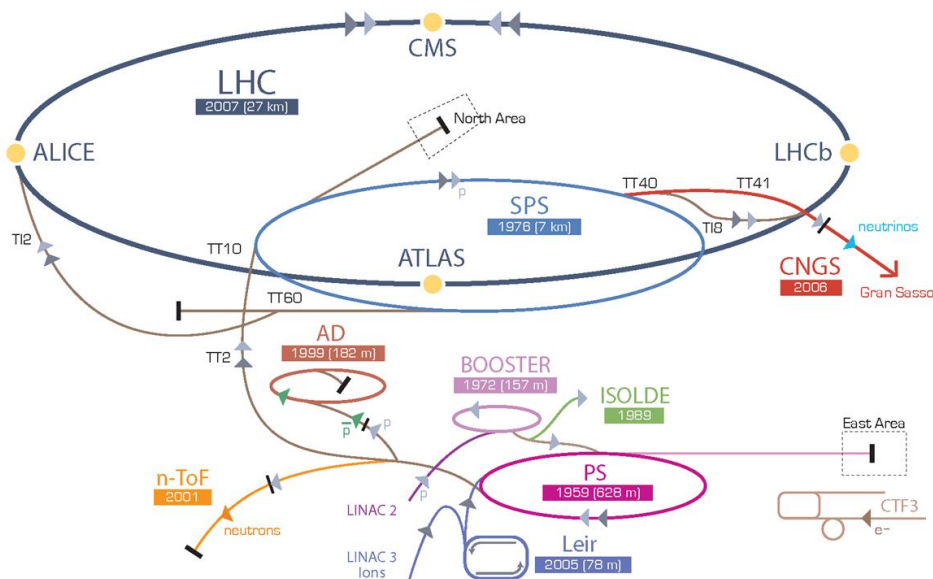 CMS
LHC
2007 (27 km)
North Area
ALICE
LHCb
p
TT40
TT41
SPS
1976 (7 km)
TI8
neutrinos
TI2
TT10
ATLAS
CNGS
2006
Gran Sasso
TT60
AD
1999 (182 m)
TT2
BOOSTER
1972 (157 m)
ISOLDE
1989
p
p
East Area
n-ToF
2001
PS
1959 (628 m)
p
LINAC 2
neutrons
CTF3
e-
LINAC 3
Ions
Leir
2005 (78 m)